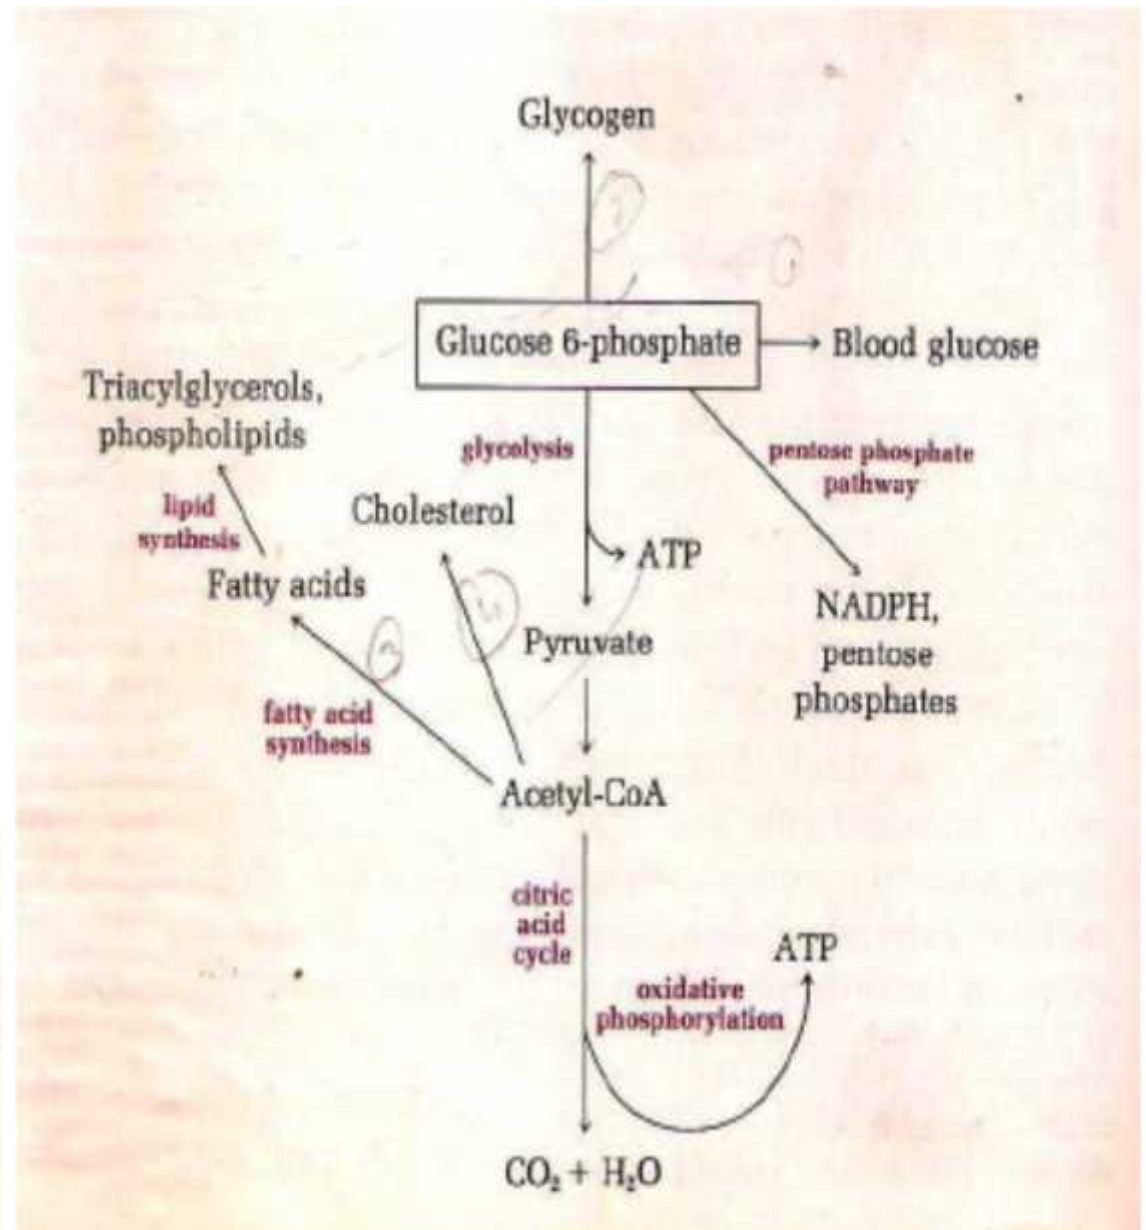 Glycogen
Glucose 6-phosphate
Blood glucose
Triacylglycerols,
phospholipids
glycolysis
pentose phosphate
pathway
lipid
synthesis
Cholesterol
ATP
Fatty acids
NADPH,
pentose
phosphates
Pyruvate
fatty acid
synthesis
Acetyl-CoA
citric
acid
cycle
ATP
oxidative
phosphorylation
CO₂ + H₂O